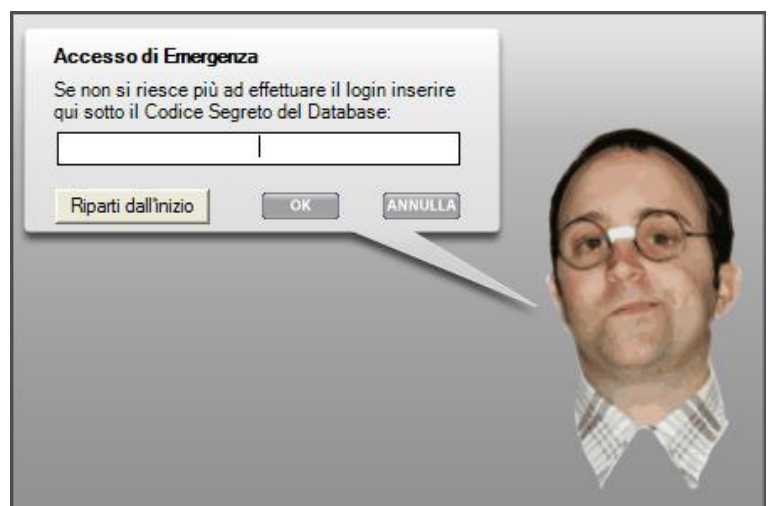 Accesso di Emergenza
Se non si riesce più ad effettuare il login inserire
qui sotto il Codice Segreto del Database:
Riparti dall'inizio OK ANNULLA